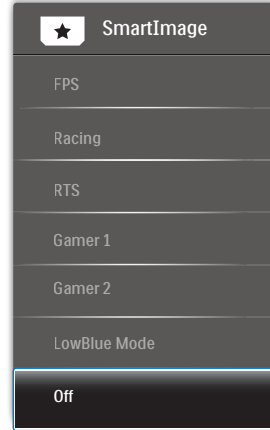 SmartImage
FPS
Racing
RTS
Gamer 1
Gamer 2
LowBlue Mode
Off